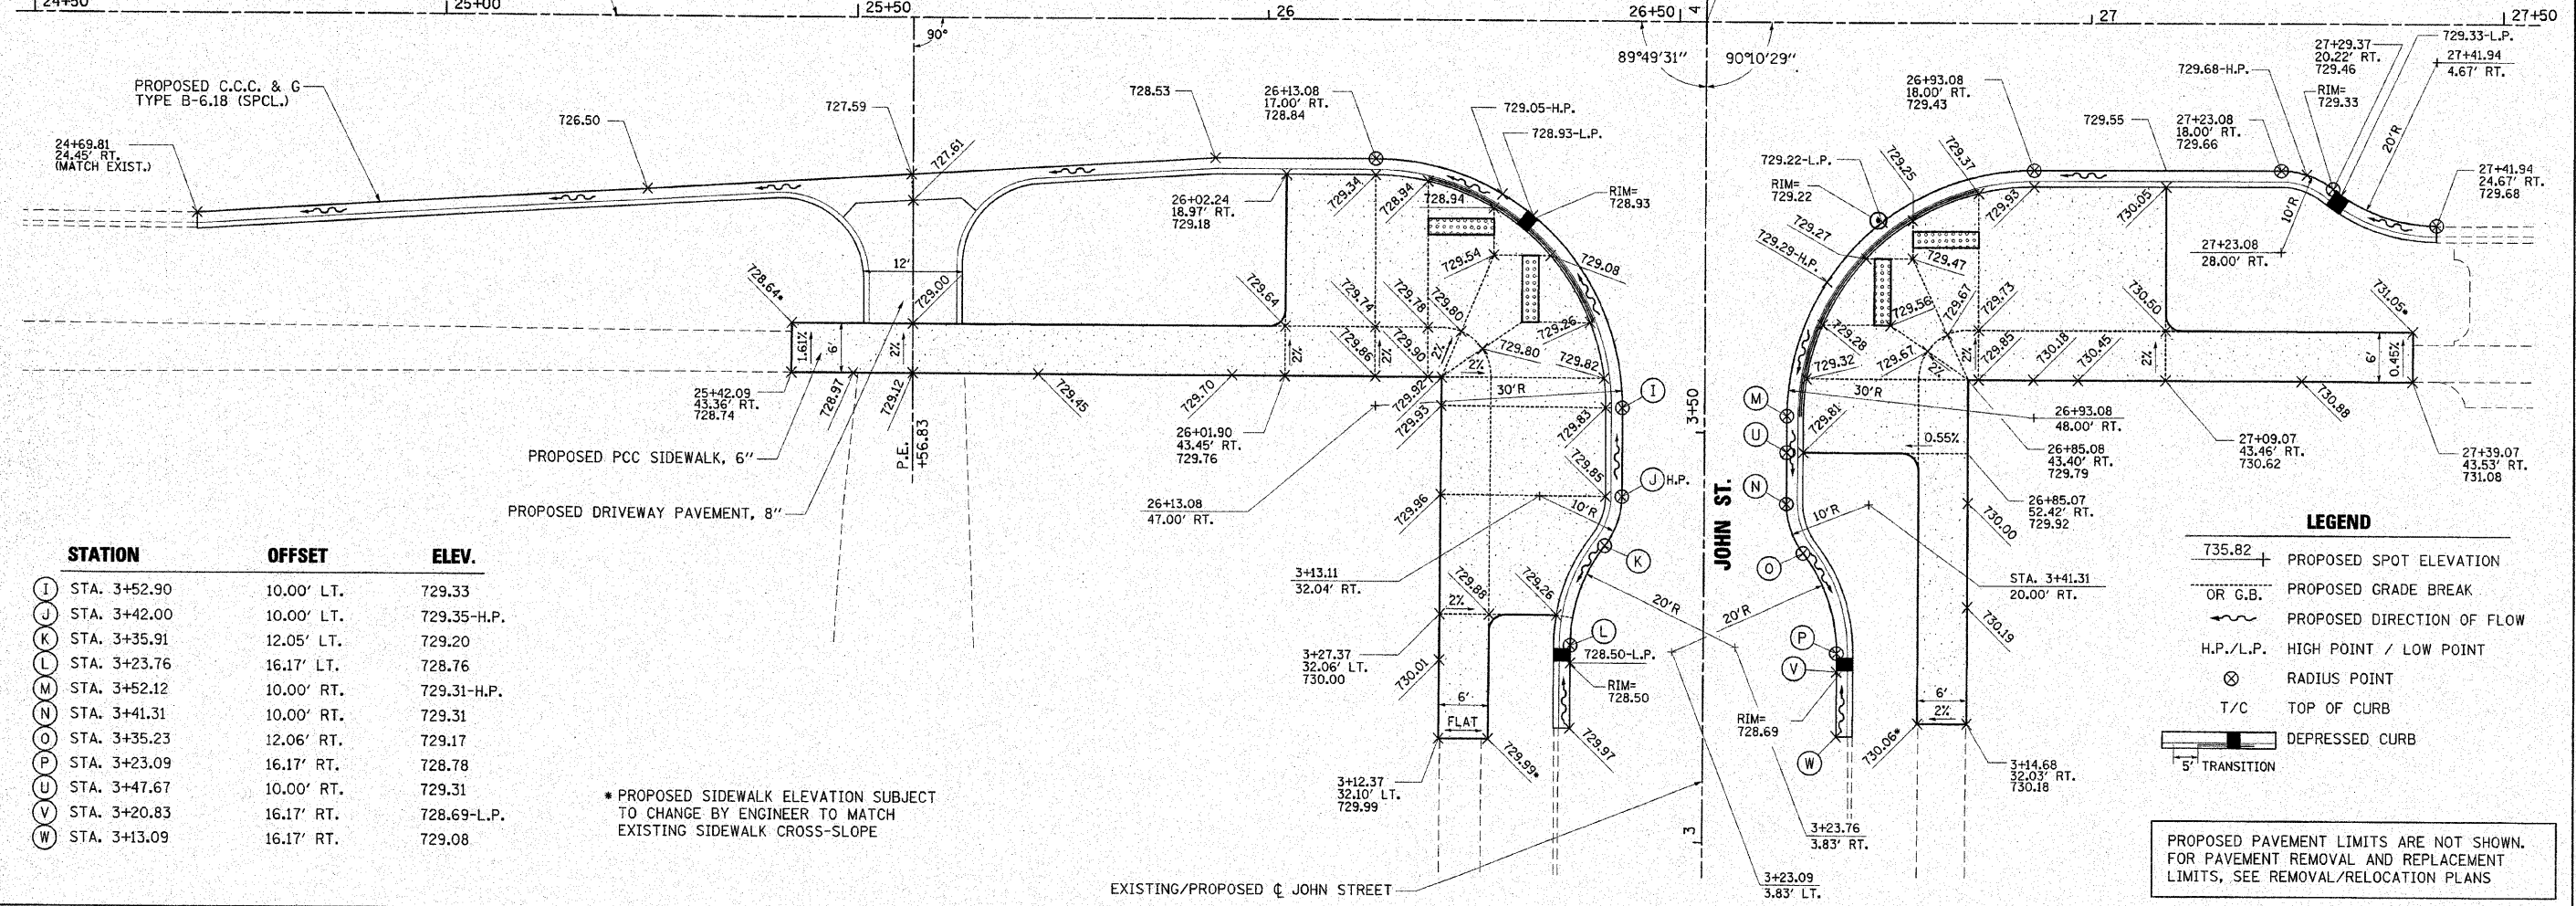 24+50
25+00
25+50
26
26+50
4
27
27+50
90°
89°49'31"
90°10'29"
PROPOSED C.C.C. & G
TYPE B-6.18 (SPCL.)
24+69.81
24.45' RT.
(MATCH EXIST.)
726.50
727.59
727.61
728.53
26+13.08
17.00' RT.
728.84
729.05-H.P.
728.93-L.P.
RIM=
728.93
26+02.24
18.97' RT.
729.18
729.34
728.94
728.94
729.54
729.08
729.26
12'
728.64*
729.00
729.64
729.74
729.78
729.80
729.86
729.90
729.80
729.82
1.61%
6'
2%
2%
2%
2%
2%
25+42.09
43.36' RT.
728.74
728.97
729.12
729.45
729.70
729.92
729.93
30'R
729.83
I
26+01.90
43.45' RT.
729.76
P.E.
+56.83
PROPOSED PCC SIDEWALK, 6"
PROPOSED DRIVEWAY PAVEMENT, 8"
26+13.08
47.00' RT.
729.96
729.85
J H.P.
10'R
K
3+13.11
32.04' RT.
729.88
729.26
2%
20'R
L
3+27.37
32.06' LT.
730.00
730.01
728.50-L.P.
RIM=
728.50
6'
FLAT
729.99*
729.97
3+12.37
32.10' LT.
729.99
3+50
JOHN ST.
3
EXISTING/PROPOSED ℄ JOHN STREET
3+23.09
3.83' LT.
3+23.76
3.83' RT.
729.22-L.P.
RIM=
729.22
729.25
729.37
26+93.08
18.00' RT.
729.43
729.55
27+23.08
18.00' RT.
729.66
729.68-H.P.
27+29.37
20.22' RT.
729.46
729.33-L.P.
27+41.94
4.67' RT.
RIM=
729.33
20'R
10'R
27+41.94
24.67' RT.
729.68
27+23.08
28.00' RT.
729.27
729.29-H.P.
729.93
730.05
729.47
729.56
729.67
729.73
730.50
731.05*
729.28
729.32
729.67
729.85
730.18
730.45
2%
2%
2%
6'
0.45%
30'R
730.88
M
729.81
U
N
0.55%
26+93.08
48.00' RT.
26+85.08
43.40' RT.
729.79
26+85.07
52.42' RT.
729.92
27+09.07
43.46' RT.
730.62
27+39.07
43.53' RT.
731.08
10'R
730.00
O
STA. 3+41.31
20.00' RT.
20'R
730.19
P
V
RIM=
728.69
W
6'
2%
730.06*
3+14.68
32.03' RT.
730.18
STATION OFFSET ELEV.
I STA. 3+52.90 10.00' LT. 729.33
J STA. 3+42.00 10.00' LT. 729.35-H.P.
K STA. 3+35.91 12.05' LT. 729.20
L STA. 3+23.76 16.17' LT. 728.76
M STA. 3+52.12 10.00' RT. 729.31-H.P.
N STA. 3+41.31 10.00' RT. 729.31
O STA. 3+35.23 12.06' RT. 729.17
P STA. 3+23.09 16.17' RT. 728.78
U STA. 3+47.67 10.00' RT. 729.31
V STA. 3+20.83 16.17' RT. 728.69-L.P.
W STA. 3+13.09 16.17' RT. 729.08
* PROPOSED SIDEWALK ELEVATION SUBJECT
TO CHANGE BY ENGINEER TO MATCH
EXISTING SIDEWALK CROSS-SLOPE
LEGEND
735.82 PROPOSED SPOT ELEVATION
OR G.B. PROPOSED GRADE BREAK
PROPOSED DIRECTION OF FLOW
H.P./L.P. HIGH POINT / LOW POINT
RADIUS POINT
T/C TOP OF CURB
DEPRESSED CURB
5' TRANSITION
PROPOSED PAVEMENT LIMITS ARE NOT SHOWN.
FOR PAVEMENT REMOVAL AND REPLACEMENT
LIMITS, SEE REMOVAL/RELOCATION PLANS